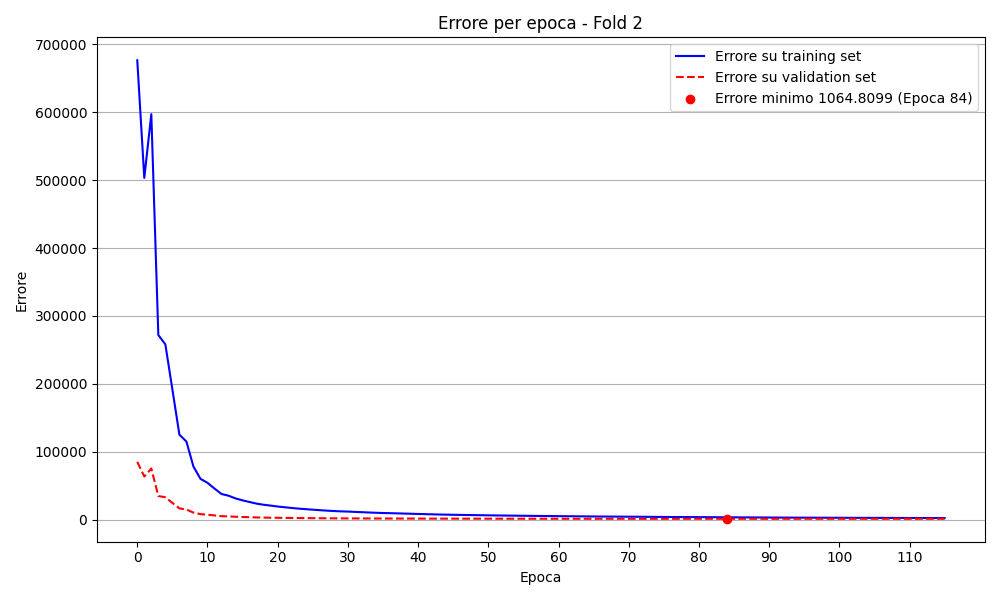 Errore per epoca - Fold 2
700000
600000
500000
400000
300000
200000
100000
0
Errore
Errore su training set
Errore su validation set
Errore minimo 1064.8099 (Epoca 84)
0 10 20 30 40 50 60 70 80 90 100 110
Epoca